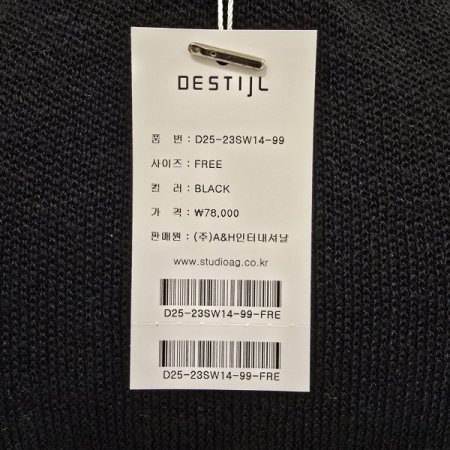 DESTIJL
품 번 : D25-23SW14-99
사이즈 : FREE
컬 러 : BLACK
가 격 : ₩78,000
판매원 : (주)A&H인터내셔날
www.studioag.co.kr
D25-23SW14-99-FRE
D25-23SW14-99-FRE